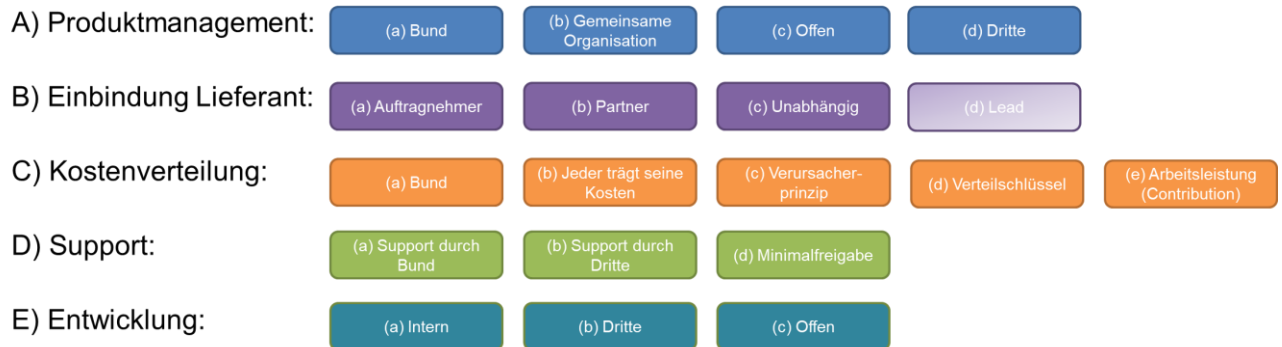 A) Produktmanagement:
(a) Bund
(b) Gemeinsame
Organisation
(c) Offen
(d) Dritte
B) Einbindung Lieferant:
(a) Auftragnehmer
(b) Partner
(c) Unabhängig
(d) Lead
C) Kostenverteilung:
(a) Bund
(b) Jeder trägt seine
Kosten
(c) Verursacher-
prinzip
(d) Verteilschlüssel
(e) Arbeitsleistung
(Contribution)
D) Support:
(a) Support durch
Bund
(b) Support durch
Dritte
(d) Minimalfreigabe
E) Entwicklung:
(a) Intern
(b) Dritte
(c) Offen